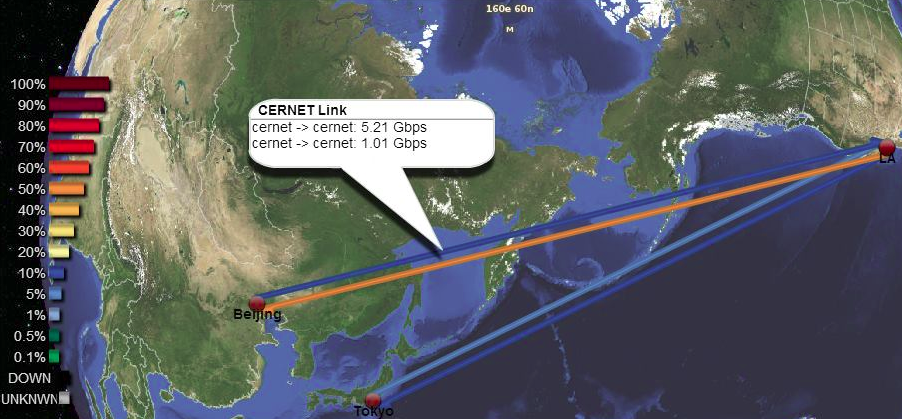 160e 60n
M
CERNET Link
cernet -> cernet: 5.21 Gbps
cernet -> cernet: 1.01 Gbps
100%
90%
80%
70%
60%
50%
40%
30%
20%
10%
5%
1%
0.5%
0.1%
DOWN
UNKNWN
LA
Beijing
Tokyo